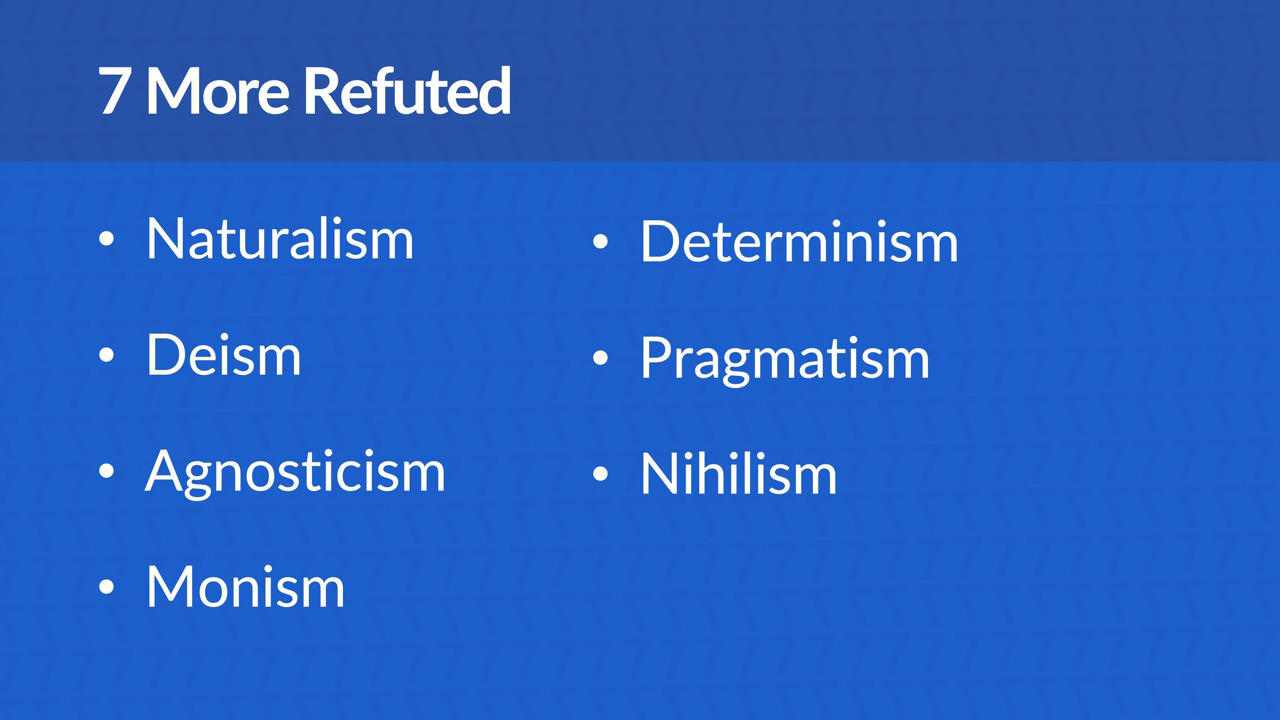 7 More Refuted
• Naturalism
• Deism
• Agnosticism
• Monism
• Determinism
• Pragmatism
• Nihilism